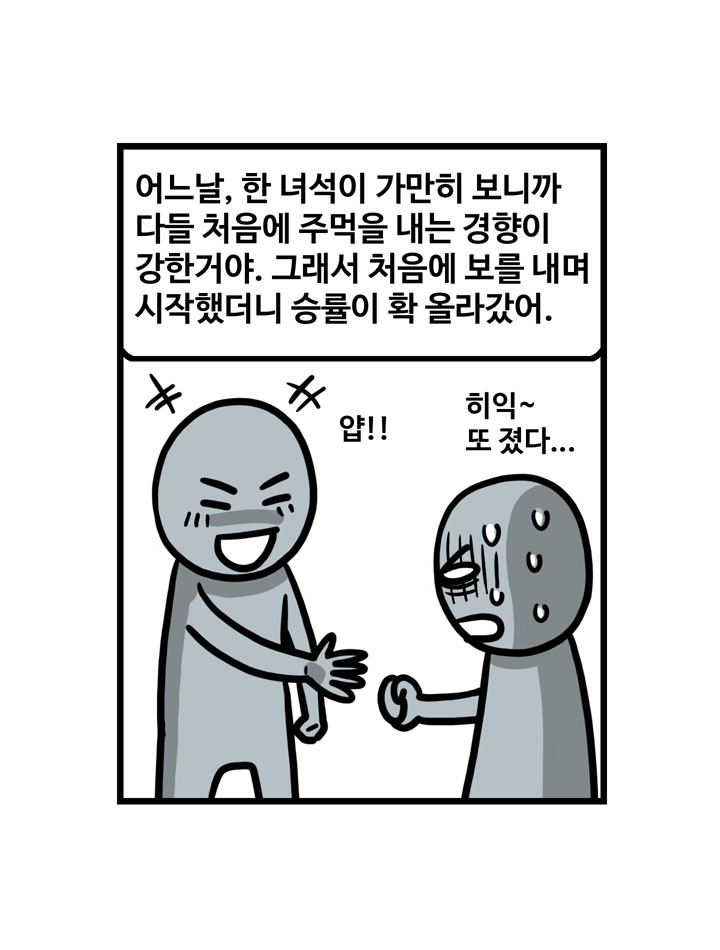 어느날, 한 녀석이 가만히 보니까
다들 처음에 주먹을 내는 경향이
강한거야. 그래서 처음에 보를 내며
시작했더니 승률이 확 올라갔어.
얍!!
히익~
또 졌다...